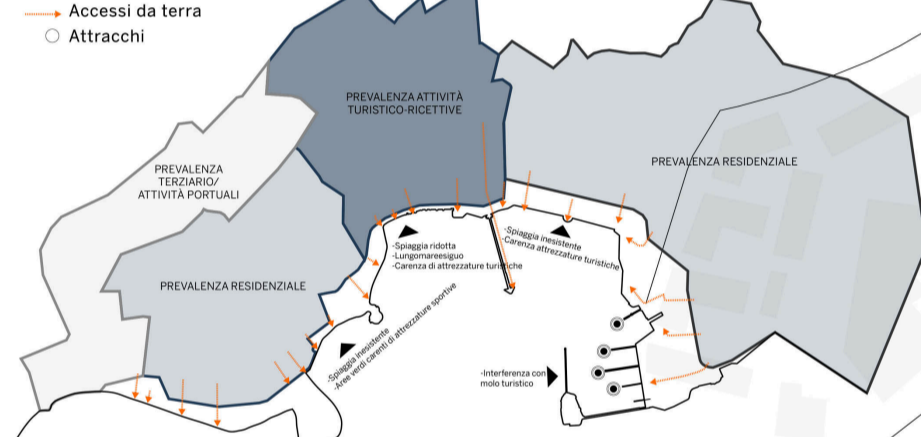 Accessi da terra
Attracchi
PREVALENZA ATTIVITÀ
TURISTICO-RICETTIVE
PREVALENZA RESIDENZIALE
PREVALENZA
TERZIARIO/
ATTIVITÀ PORTUALI
PREVALENZA RESIDENZIALE
-Spiaggia ridotta
-Lungomareesiguo
-Carenza di attrezzature turistiche
-Spiaggia inesistente
-Carenza attrezzature turistiche
-Spiaggia inesistente
-Aree verdi carenti di attrezzature sportive
-Interferenza con
molo turistico